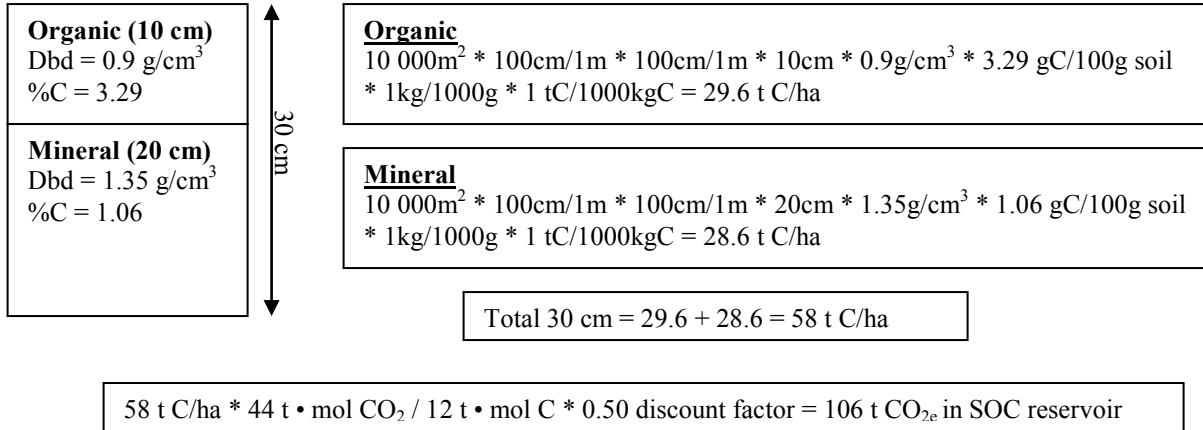 Organic (10 cm)
Dbd = 0.9 g/cm³
%C = 3.29
Mineral (20 cm)
Dbd = 1.35 g/cm³
%C = 1.06
30 cm
Organic
10 000m² * 100cm/1m * 100cm/1m * 10cm * 0.9g/cm³ * 3.29 gC/100g soil
* 1kg/1000g * 1 tC/1000kgC = 29.6 t C/ha
Mineral
10 000m² * 100cm/1m * 100cm/1m * 20cm * 1.35g/cm³ * 1.06 gC/100g soil
* 1kg/1000g * 1 tC/1000kgC = 28.6 t C/ha
Total 30 cm = 29.6 + 28.6 = 58 t C/ha
58 t C/ha * 44 t • mol CO₂ / 12 t • mol C * 0.50 discount factor = 106 t CO₂ₑ in SOC reservoir